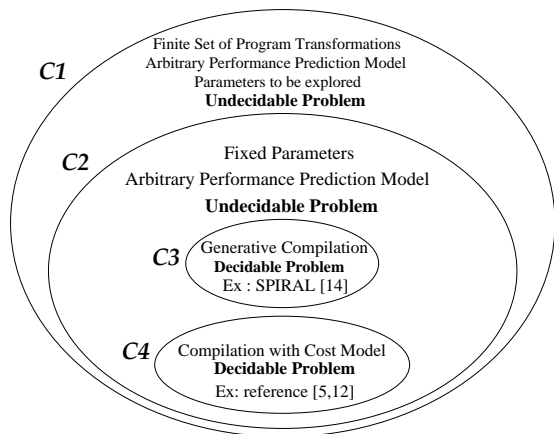 Finite Set of Program Transformations
C1
Arbitrary Performance Prediction Model
Parameters to be explored
Undecidable Problem
C2
Fixed Parameters
Arbitrary Performance Prediction Model
Undecidable Problem
C3
Generative Compilation
Decidable Problem
Ex : SPIRAL [14]
C4
Compilation with Cost Model
Decidable Problem
Ex: reference [5,12]